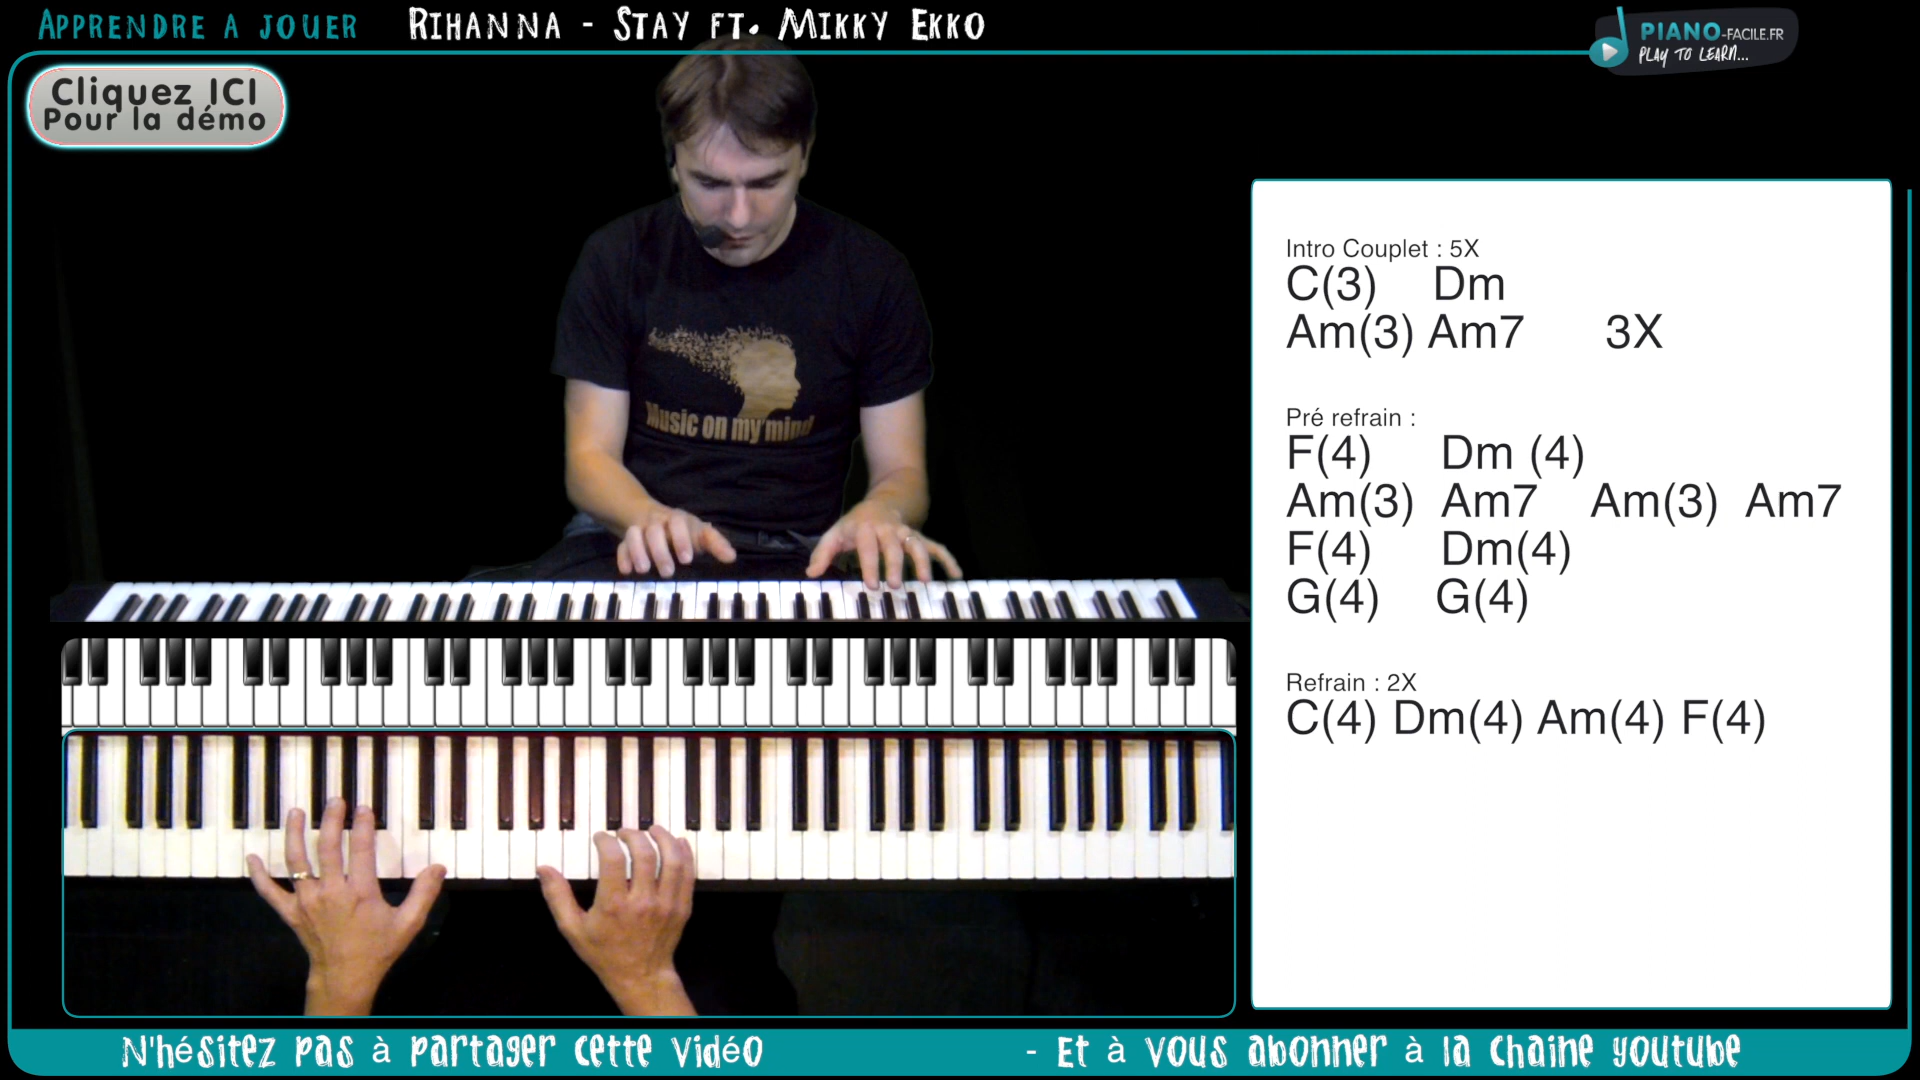 APPRENDRE A JOUER RIHANNA - STAY FT. MIKKY EKKO
PIANO-FACILE.FR
PLAY TO LEARN...
Cliquez ICI
Pour la démo
Music on my mind
Intro Couplet : 5X
C(3) Dm
Am(3) Am7 3X
Pré refrain :
F(4) Dm (4)
Am(3) Am7 Am(3) Am7
F(4) Dm(4)
G(4) G(4)
Refrain : 2X
C(4) Dm(4) Am(4) F(4)
N'hésitez pas à partager cette vidéo - Et à vous abonner à la chaine youtube